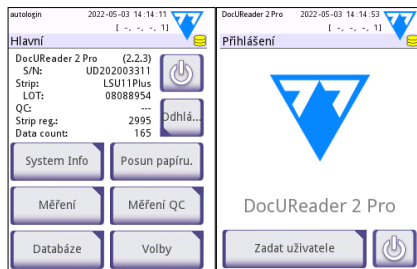 autologin 2022-05-03 14:14:11
[ -, -, -, 1]
Hlavní
DocUReader 2 Pro (2.2.3)
S/N: UD202003311
Strip: LSU11Plus
LOT: 08088954
QC: ---
Strip reg.: 2995
Data count: 165
Odhlá...
System Info Posun papíru.
Měření Měření QC
Databáze Volby
DocUReader 2 Pro 2022-05-03 14:14:53
[ -, -, -, 1]
Přihlášení
77
DocUReader 2 Pro
Zadat uživatele